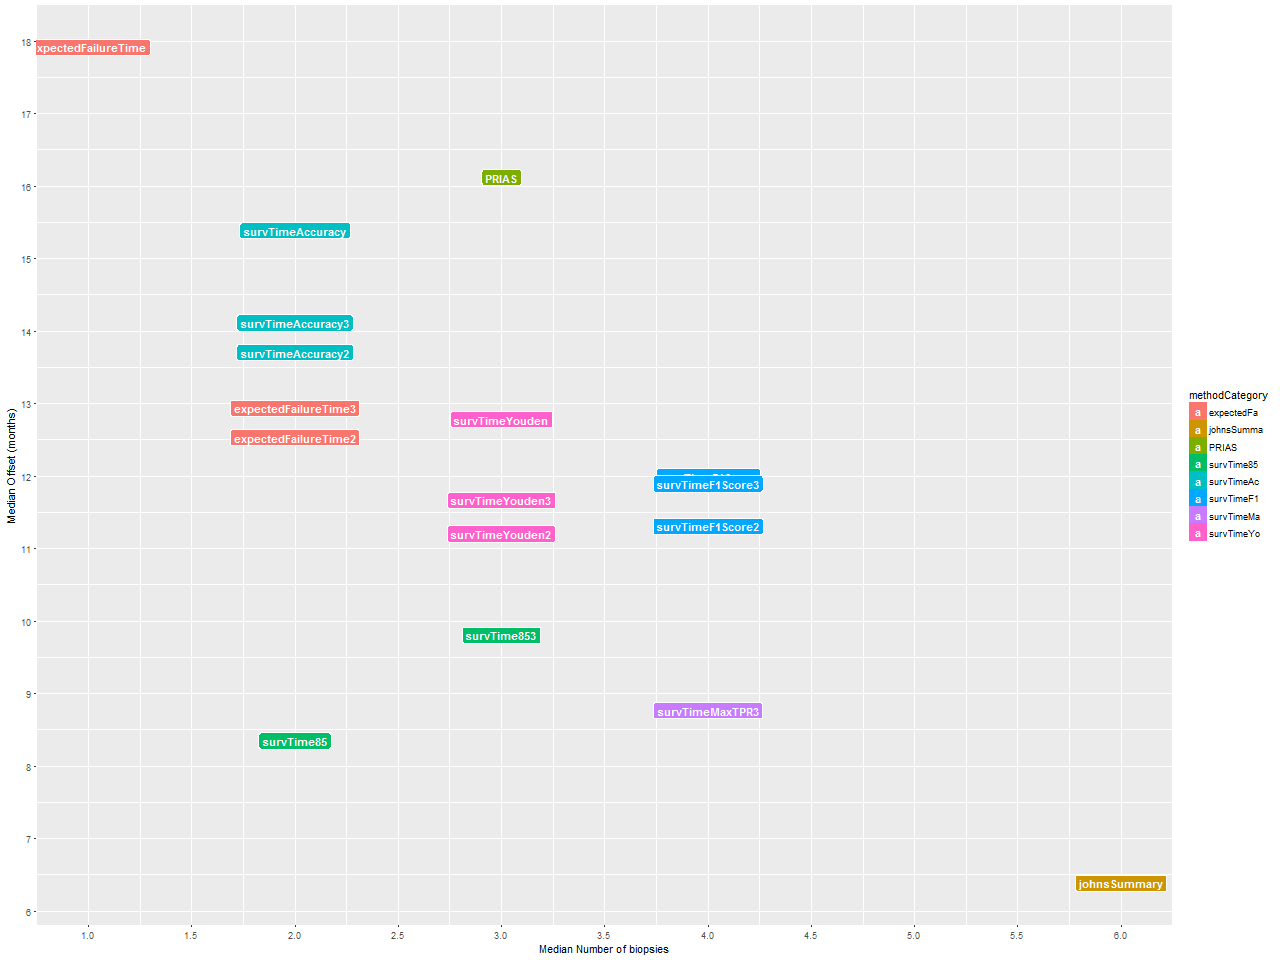 18
17
16
15
14
13
12
11
10
9
8
7
6
Median Offset (months)
xpectedFailureTime
PRIAS
survTimeAccuracy
survTimeAccuracy3
survTimeAccuracy2
expectedFailureTime3
survTimeYouden
expectedFailureTime2
survTimeF1Score3
survTimeYouden3
survTimeF1Score2
survTimeYouden2
survTime853
survTimeMaxTPR3
survTime85
johnsSummary
1.0 1.5 2.0 2.5 3.0 3.5 4.0 4.5 5.0 5.5 6.0
Median Number of biopsies
methodCategory
a expectedFa
a johnsSumma
a PRIAS
a survTime85
a survTimeAc
a survTimeF1
a survTimeMa
a survTimeYo